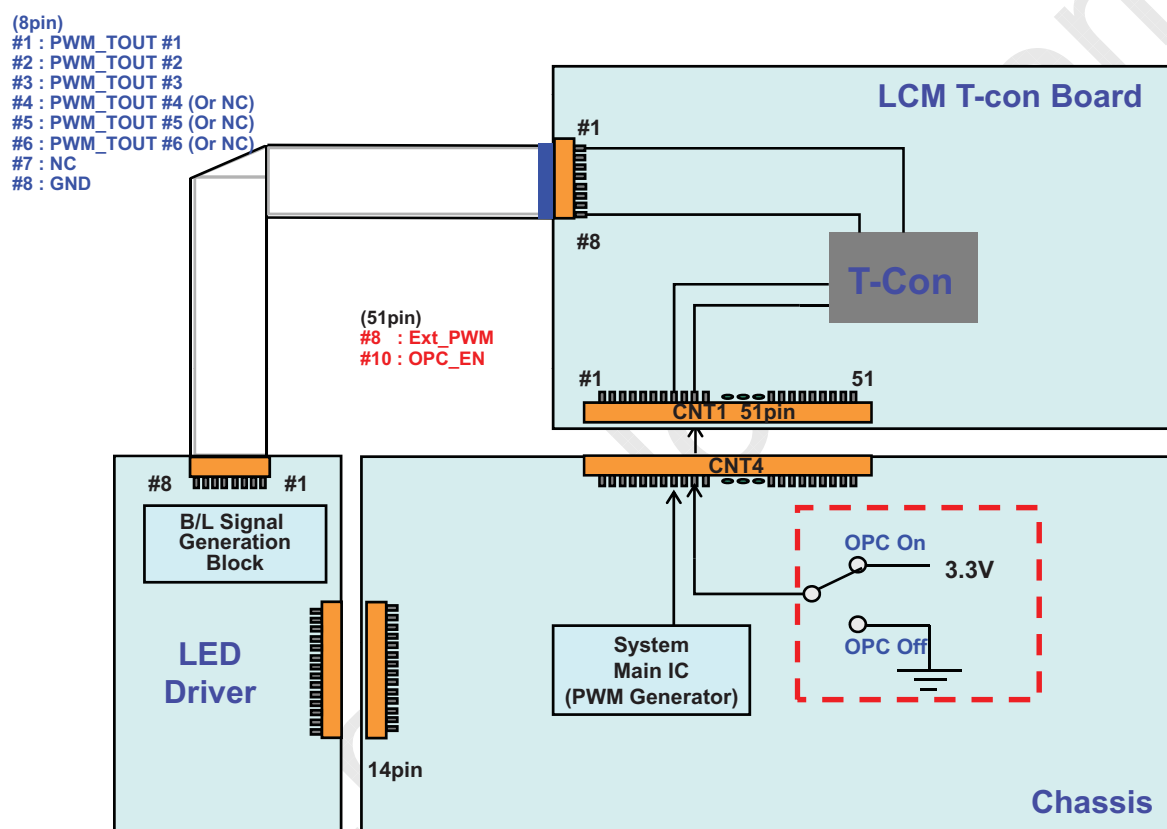 (8pin)
#1 : PWM_TOUT #1
#2 : PWM_TOUT #2
#3 : PWM_TOUT #3
#4 : PWM_TOUT #4 (Or NC)
#5 : PWM_TOUT #5 (Or NC)
#6 : PWM_TOUT #6 (Or NC)
#7 : NC
#8 : GND
LCM T-con Board
#1
#8
T-Con
(51pin)
#8 : Ext_PWM
#10 : OPC_EN
#1
51
CNT1 51pin
CNT4
#8
#1
B/L Signal
Generation
Block
OPC On
3.3V
OPC Off
System
Main IC
(PWM Generator)
LED
Driver
14pin
Chassis